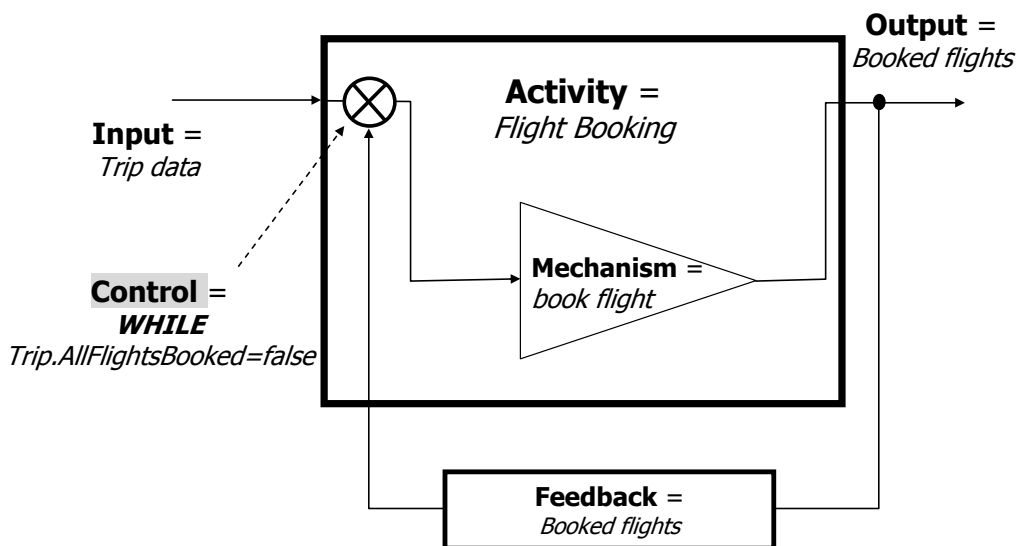 Output =
Booked flights
Activity =
Flight Booking
Input =
Trip data
Mechanism =
book flight
Control =
WHILE
Trip.AllFlightsBooked=false
Feedback =
Booked flights